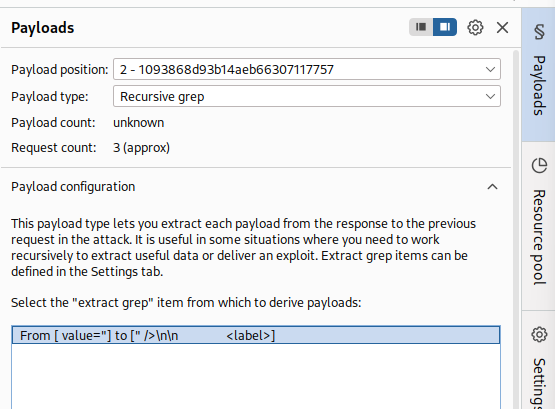 Payloads
Payload position: 2 - 1093868d93b14aeb66307117757
Payload type: Recursive grep
Payload count: unknown
Request count: 3 (approx)
Payload configuration
This payload type lets you extract each payload from the response to the previous
request in the attack. It is useful in some situations where you need to work
recursively to extract useful data or deliver an exploit. Extract grep items can be
defined in the Settings tab.
Select the "extract grep" item from which to derive payloads:
From [ value="] to [" />\n\n              <label>]
Payloads
Resource pool
Settings